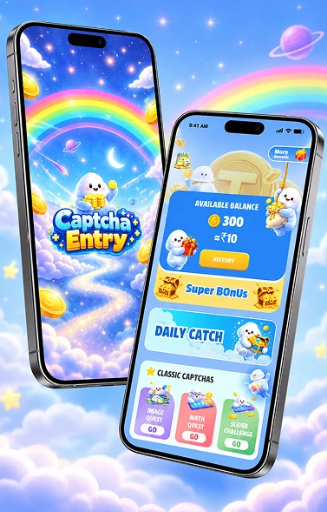 Captcha
Entry
9:41 AM
More
Rewards
AVAILABLE BALANCE
300
≈₹10
HISTORY
Super BOnUs
DAILY CATCH
CLASSIC CAPTCHAS
IMAGE
QUEST
GO
MATH
QUEST
GO
SLIDER
CHALLENGE
GO